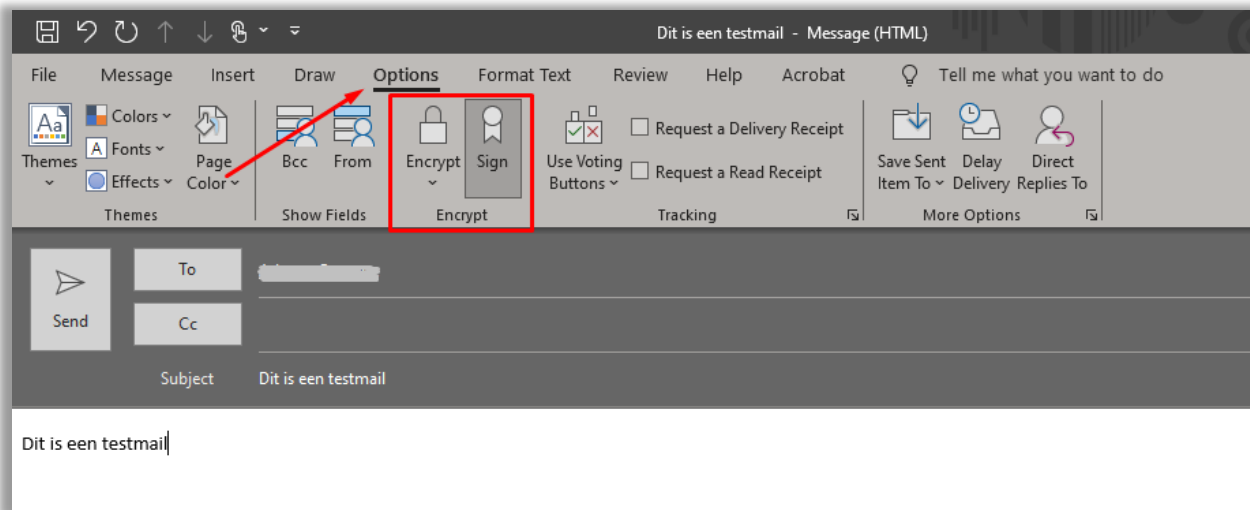 Dit is een testmail - Message (HTML)
File Message Insert Draw Options Format Text Review Help Acrobat Tell me what you want to do
Aa Themes
Colors
A Fonts
Effects
Page Color
Themes
Bcc From
Show Fields
Encrypt Sign
Encrypt
Use Voting Buttons
Request a Delivery Receipt
Request a Read Receipt
Tracking
Save Sent Item To
Delay Delivery
Direct Replies To
More Options
Send
To
Cc
Subject Dit is een testmail
Dit is een testmail